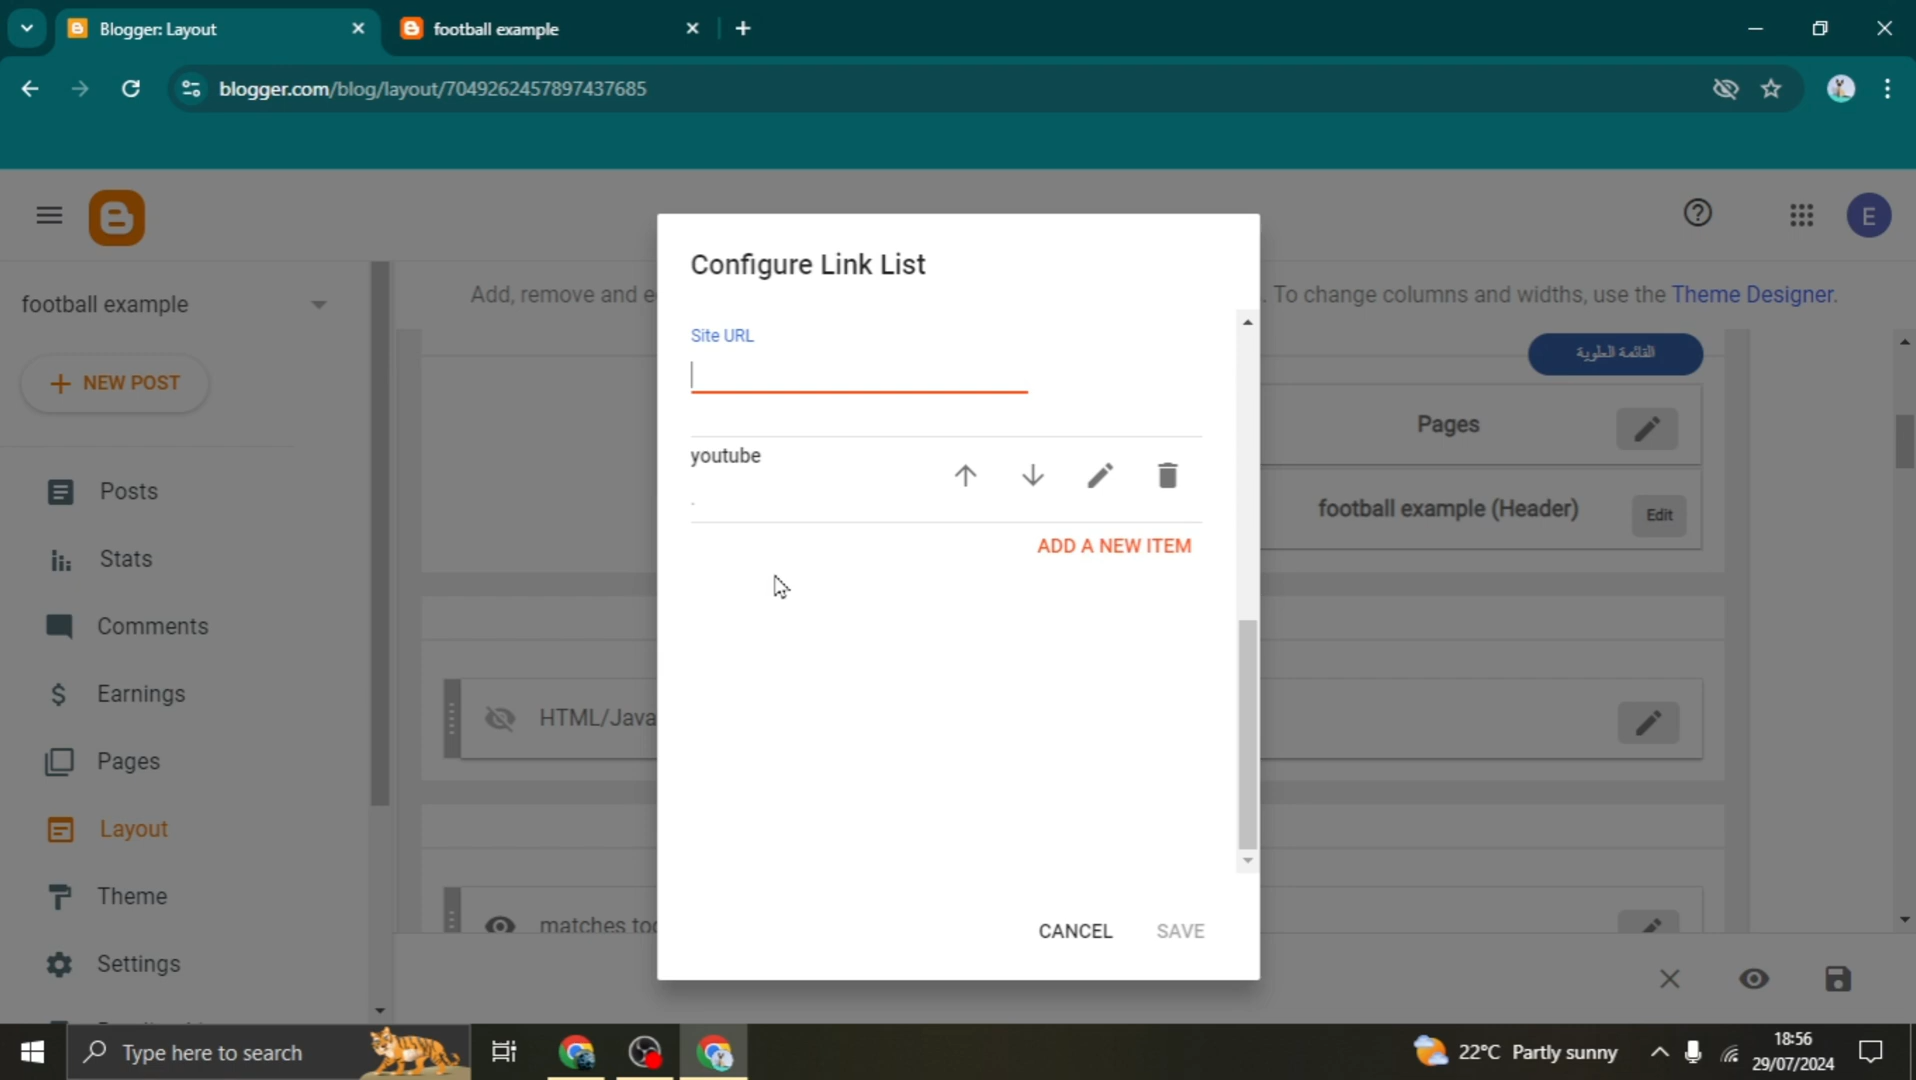 Blogger: Layout
football example
blogger.com/blog/layout/7049262457897437685
E
football example
Add, remove and e
. To change columns and widths, use the Theme Designer.
NEW POST
Posts
Stats
Comments
Earnings
Pages
Layout
Theme
Settings
Configure Link List
Site URL
youtube
.
ADD A NEW ITEM
CANCEL
SAVE
القائمة العلوية
Pages
football example (Header)
Edit
HTML/Java
matches too
Type here to search
22°C Partly sunny
18:56
29/07/2024